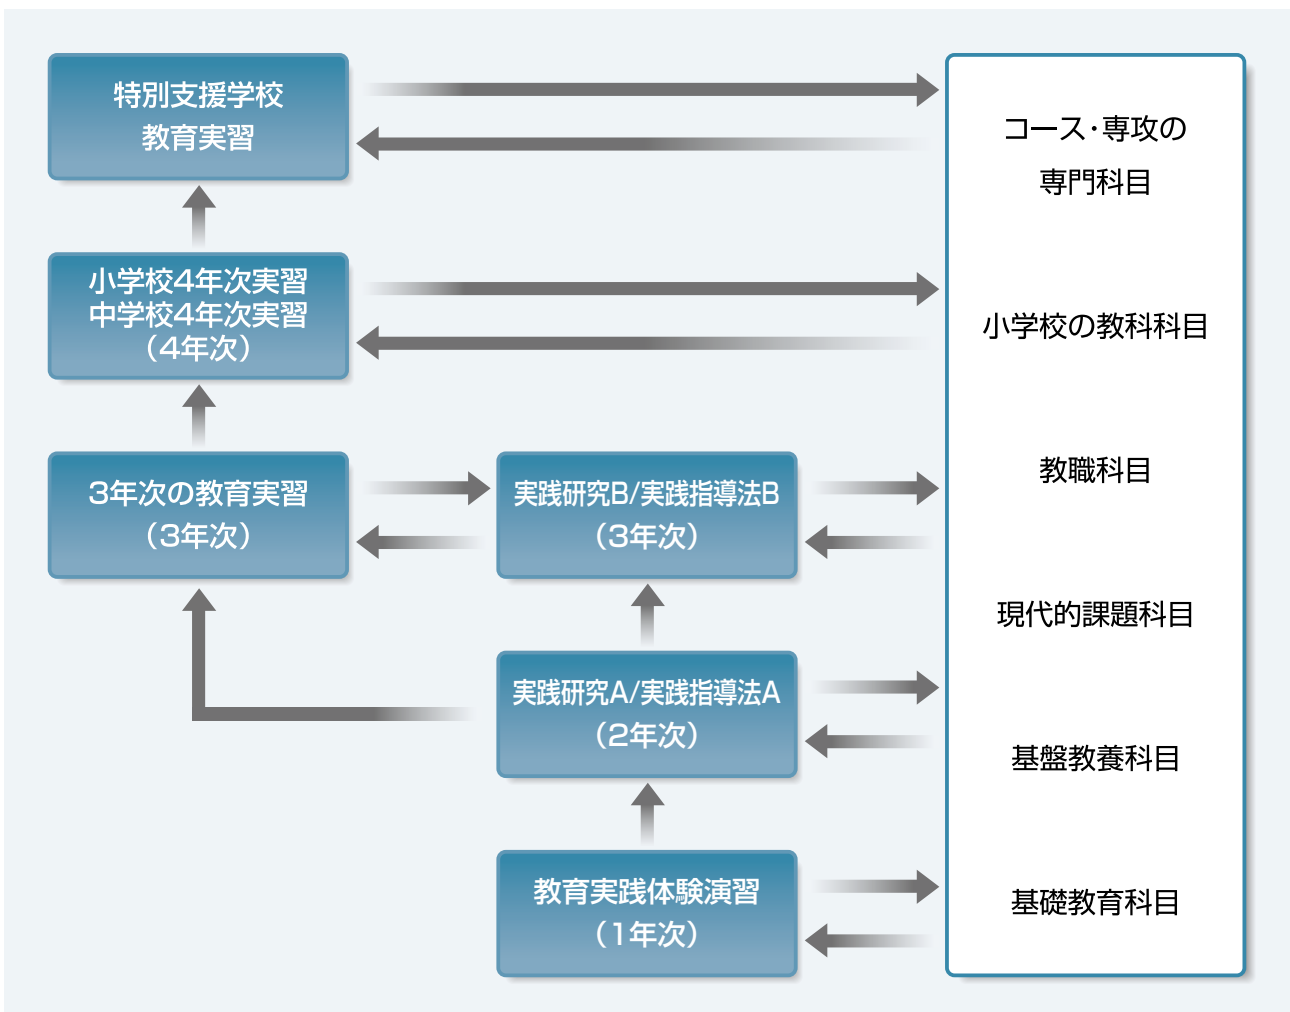 特別支援学校
教育実習
小学校4年次実習
中学校4年次実習
（4年次）
3年次の教育実習
（3年次）
実践研究B/実践指導法B
（3年次）
実践研究A/実践指導法A
（2年次）
教育実践体験演習
（1年次）
コース・専攻の
専門科目
小学校の教科科目
教職科目
現代的課題科目
基盤教養科目
基礎教育科目